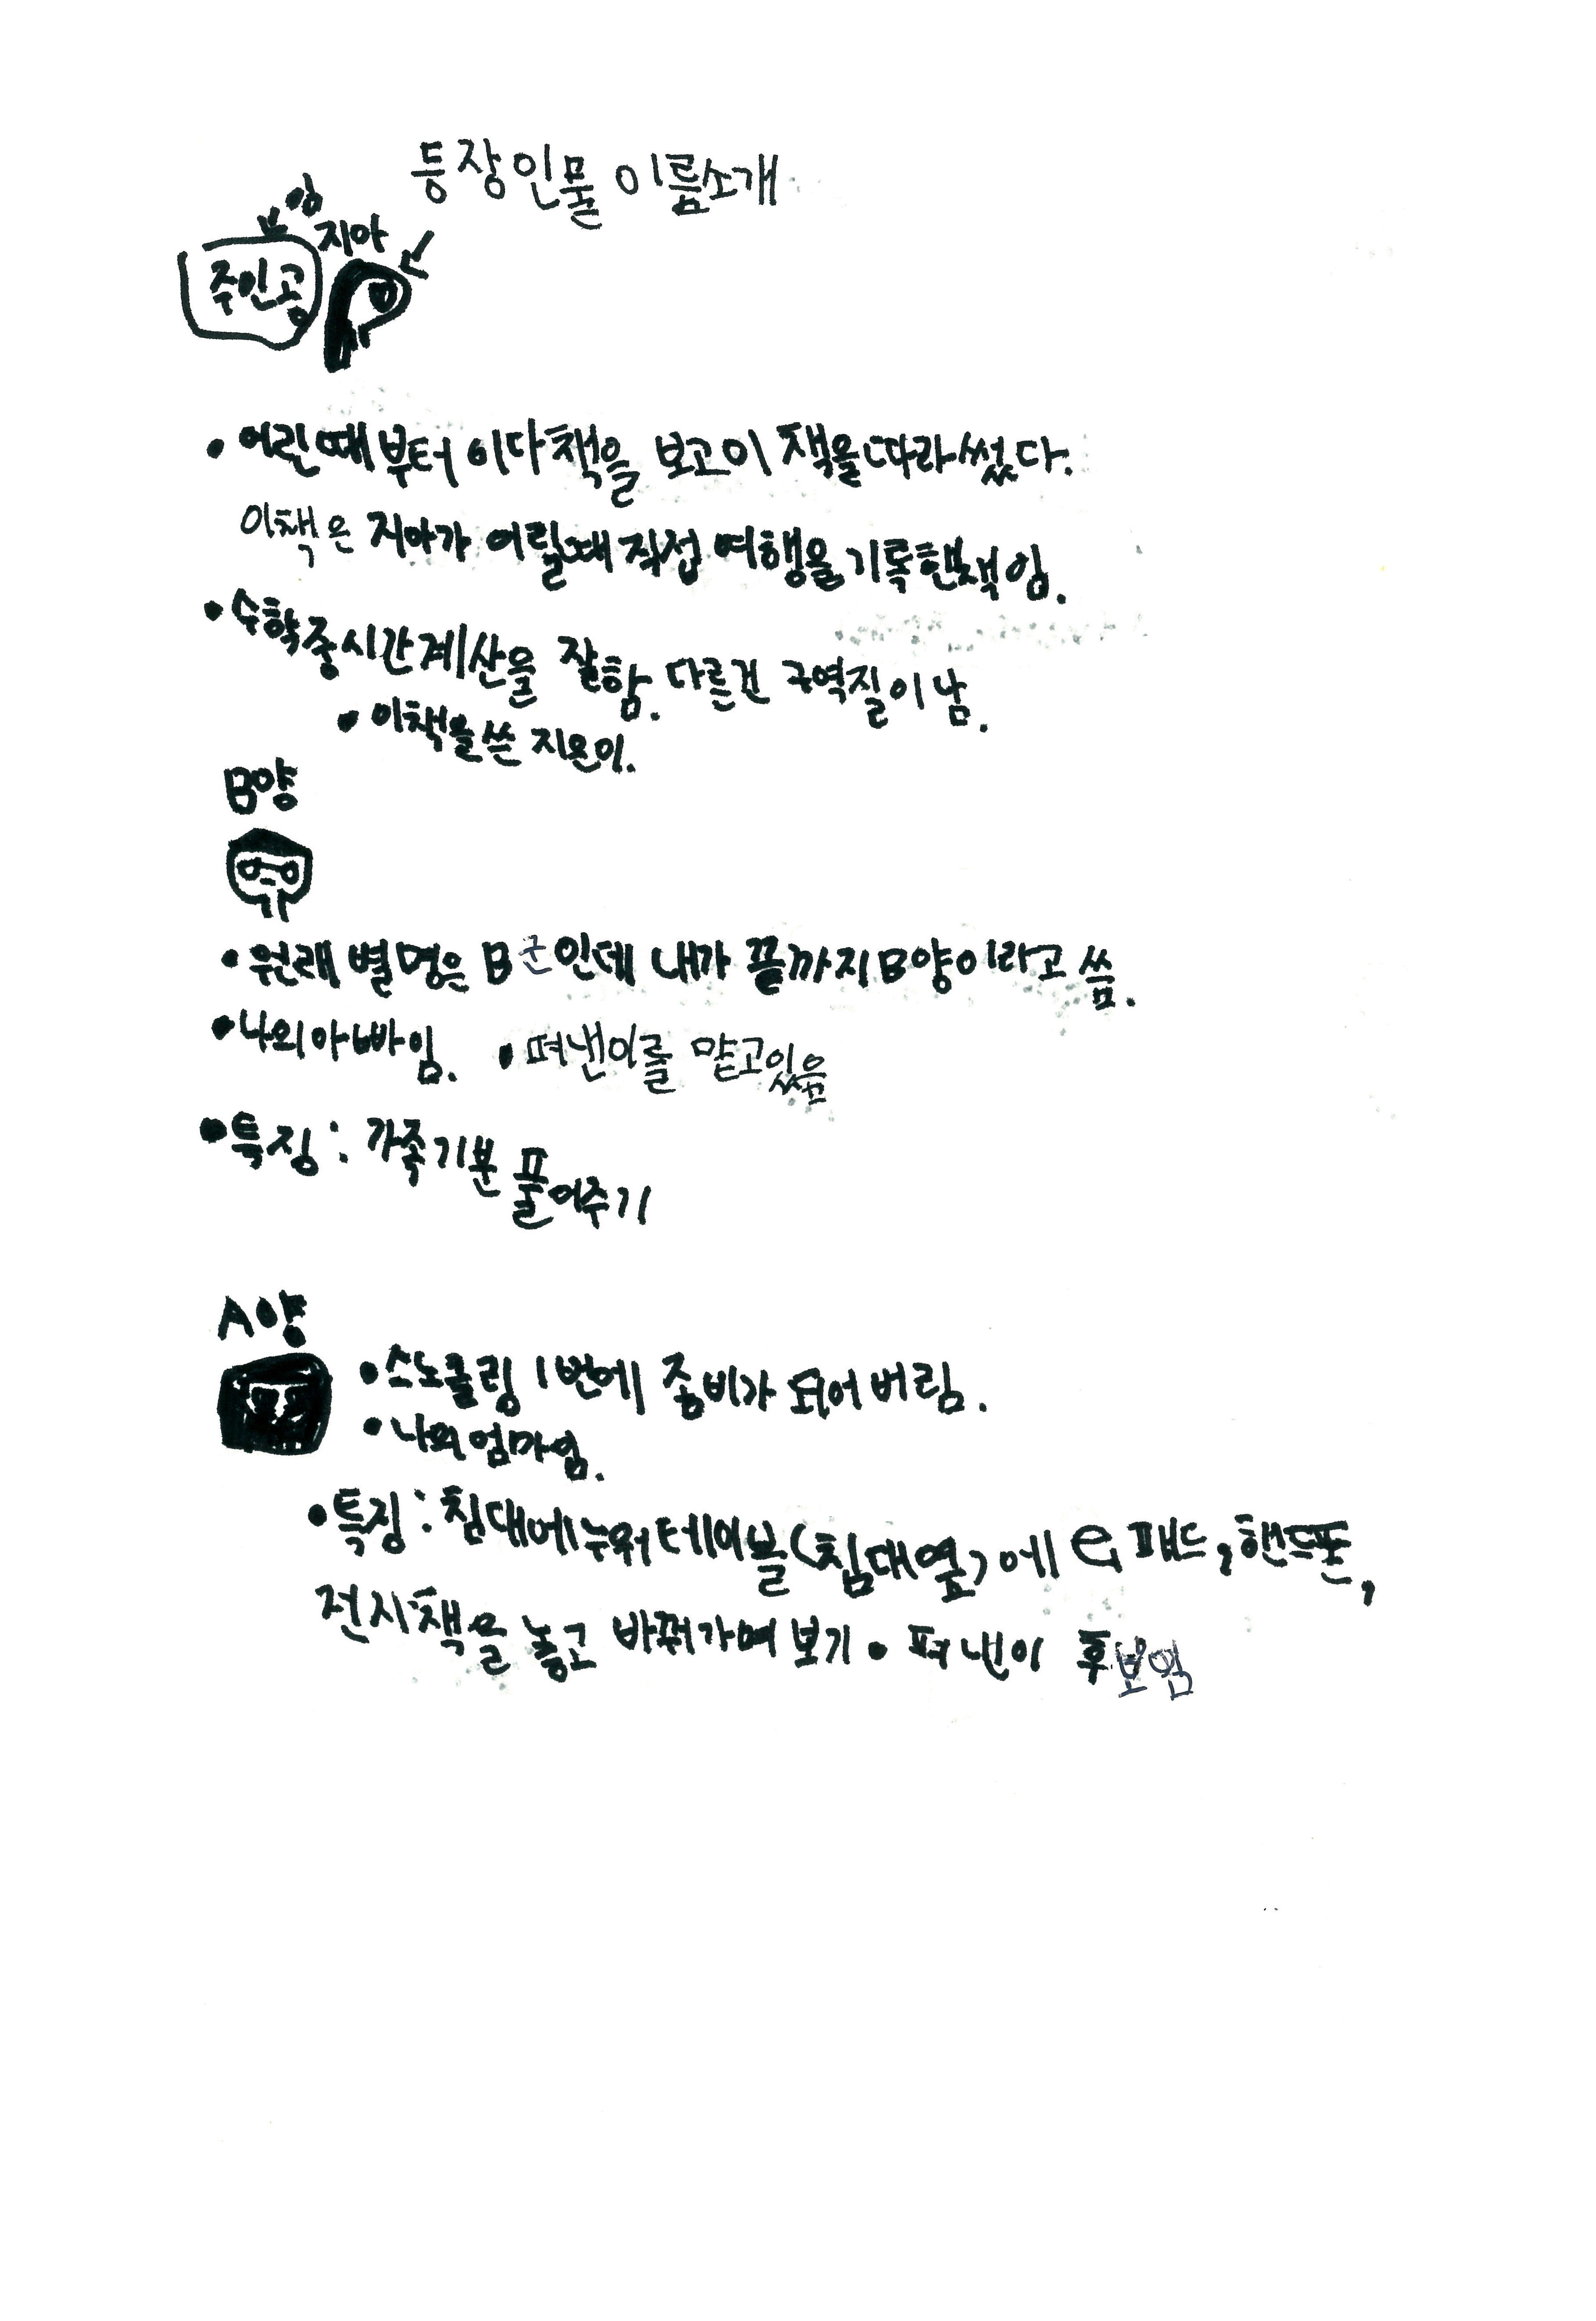 등장인물 이름소개
임
지아
주인공
• 어린때부터 이다책을 보고이 책을따라썼다.
이책은 지아가 어릴때 직접 여행을 기록한책임.
• 수학중시간계산을 잘함. 다른건 구역질이남.
• 이책을쓴 지은이.
B양
• 원래 별명은 B군인데 내가 끝까지B양이라고 씀.
• 나의아빠임. • 펴낸이를 맡고있음
• 특징: 가족기분 풀어주기
A양
• 스노쿨링 1번에 좀비가 되어버림.
• 나의엄마임.
• 특징: 침대에누워테이블(침대옆)에 패드, 핸드폰,
전자책을 놓고 바꿔가며 보기 • 펴낸이 후보임